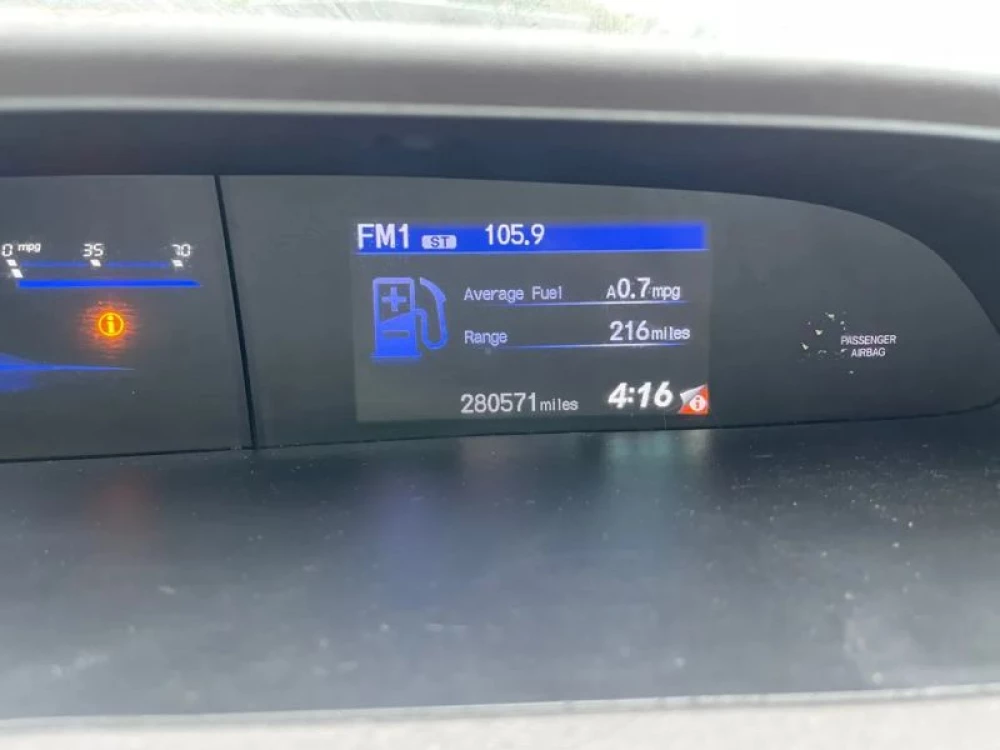 0 mpg 35 70
FM1 ST 105.9
Average Fuel A0.7mpg
Range 216miles
280571miles 4:16
PASSENGER
AIRBAG